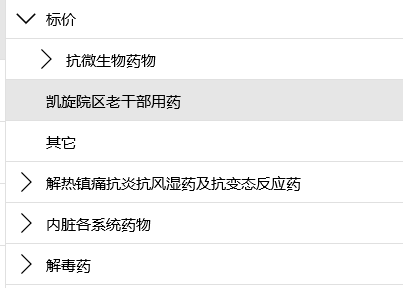 标价
抗微生物药物
凯旋院区老干部用药
其它
解热镇痛抗炎抗风湿药及抗变态反应药
内脏各系统药物
解毒药